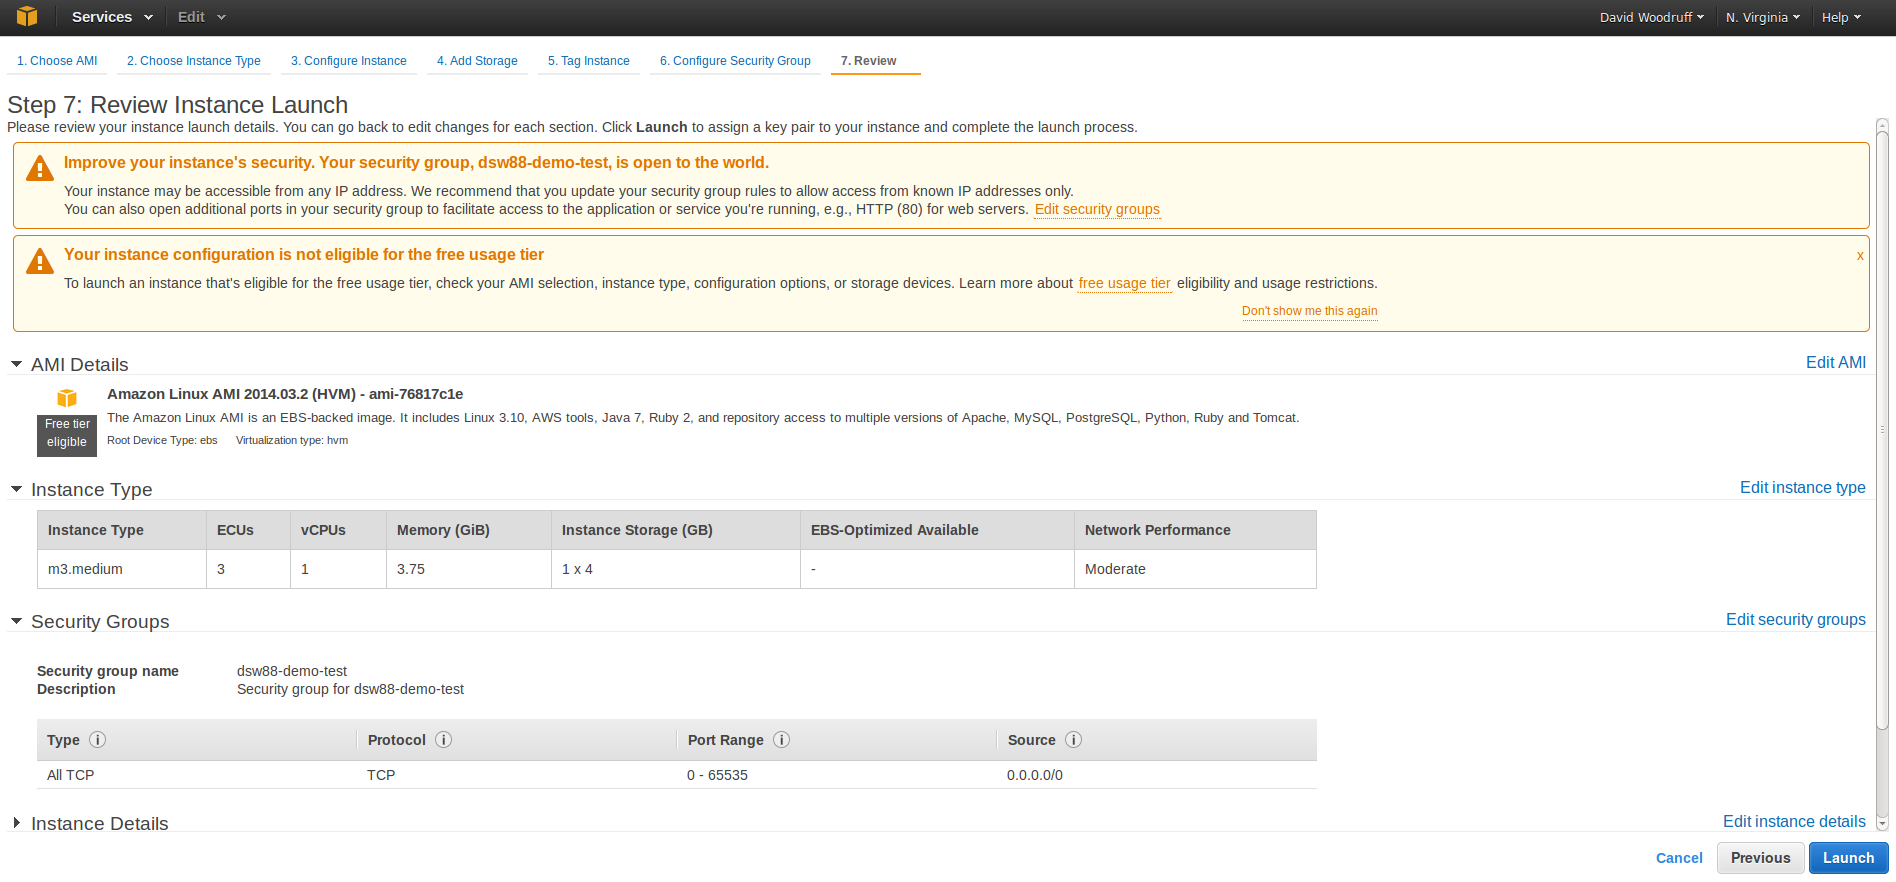 Services Edit David Woodruff N. Virginia Help
1. Choose AMI 2. Choose Instance Type 3. Configure Instance 4. Add Storage 5. Tag Instance 6. Configure Security Group 7. Review
Step 7: Review Instance Launch
Please review your instance launch details. You can go back to edit changes for each section. Click Launch to assign a key pair to your instance and complete the launch process.
Improve your instance's security. Your security group, dsw88-demo-test, is open to the world.
Your instance may be accessible from any IP address. We recommend that you update your security group rules to allow access from known IP addresses only.
You can also open additional ports in your security group to facilitate access to the application or service you're running, e.g., HTTP (80) for web servers. Edit security groups
Your instance configuration is not eligible for the free usage tier x
To launch an instance that's eligible for the free usage tier, check your AMI selection, instance type, configuration options, or storage devices. Learn more about free usage tier eligibility and usage restrictions.
Don't show me this again
AMI Details Edit AMI
Amazon Linux AMI 2014.03.2 (HVM) - ami-76817c1e
Free tier eligible
The Amazon Linux AMI is an EBS-backed image. It includes Linux 3.10, AWS tools, Java 7, Ruby 2, and repository access to multiple versions of Apache, MySQL, PostgreSQL, Python, Ruby and Tomcat.
Root Device Type: ebs Virtualization type: hvm
Instance Type Edit instance type
Instance Type ECUs vCPUs Memory (GiB) Instance Storage (GB) EBS-Optimized Available Network Performance
m3.medium 3 1 3.75 1 x 4 - Moderate
Security Groups Edit security groups
Security group name dsw88-demo-test
Description Security group for dsw88-demo-test
Type i Protocol i Port Range i Source i
All TCP TCP 0 - 65535 0.0.0.0/0
Instance Details Edit instance details
Cancel Previous Launch